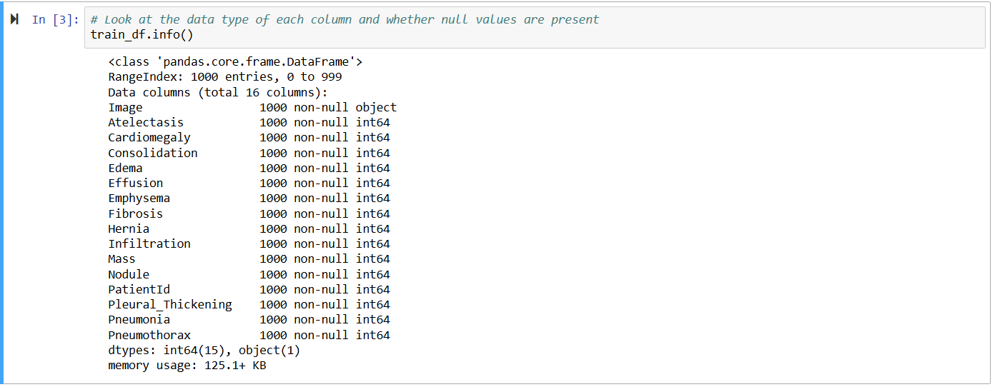 In [3]: # Look at the data type of each column and whether null values are present
train_df.info()
<class 'pandas.core.frame.DataFrame'>
RangeIndex: 1000 entries, 0 to 999
Data columns (total 16 columns):
Image                 1000 non-null object
Atelectasis           1000 non-null int64
Cardiomegaly          1000 non-null int64
Consolidation         1000 non-null int64
Edema                 1000 non-null int64
Effusion              1000 non-null int64
Emphysema             1000 non-null int64
Fibrosis              1000 non-null int64
Hernia                1000 non-null int64
Infiltration          1000 non-null int64
Mass                  1000 non-null int64
Nodule                1000 non-null int64
PatientId             1000 non-null int64
Pleural_Thickening    1000 non-null int64
Pneumonia             1000 non-null int64
Pneumothorax          1000 non-null int64
dtypes: int64(15), object(1)
memory usage: 125.1+ KB